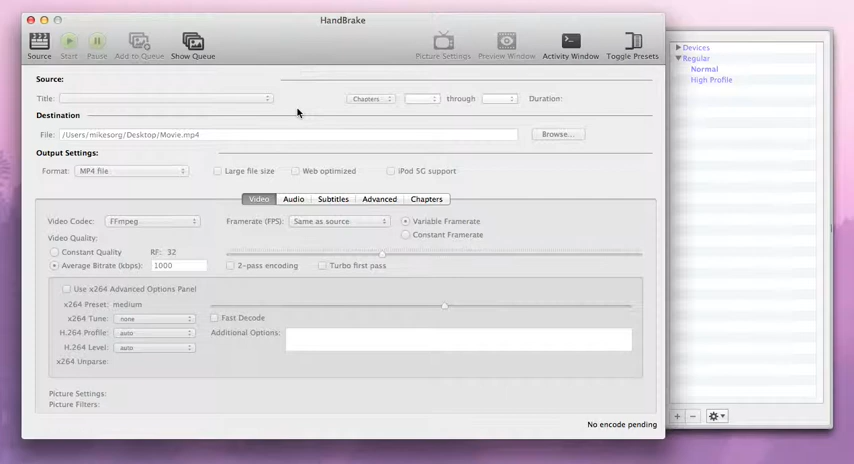 HandBrake
Source Start Pause Add to Queue Show Queue Picture Settings Preview Window Activity Window Toggle Presets
Source:
Title: Chapters through Duration:
Destination
File: /Users/mikesorg/Desktop/Movie.mp4 Browse...
Output Settings:
Format: MP4 file Large file size Web optimized iPod 5G support
Video Audio Subtitles Advanced Chapters
Video Codec: FFmpeg Framerate (FPS): Same as source Variable Framerate
Constant Framerate
Video Quality:
Constant Quality RF: 32
Average Bitrate (kbps): 1000 2-pass encoding Turbo first pass
Use x264 Advanced Options Panel
x264 Preset: medium
x264 Tune: none Fast Decode
H.264 Profile: auto Additional Options:
H.264 Level: auto
x264 Unparse:
Picture Settings:
Picture Filters:
No encode pending
Devices
Regular
Normal
High Profile